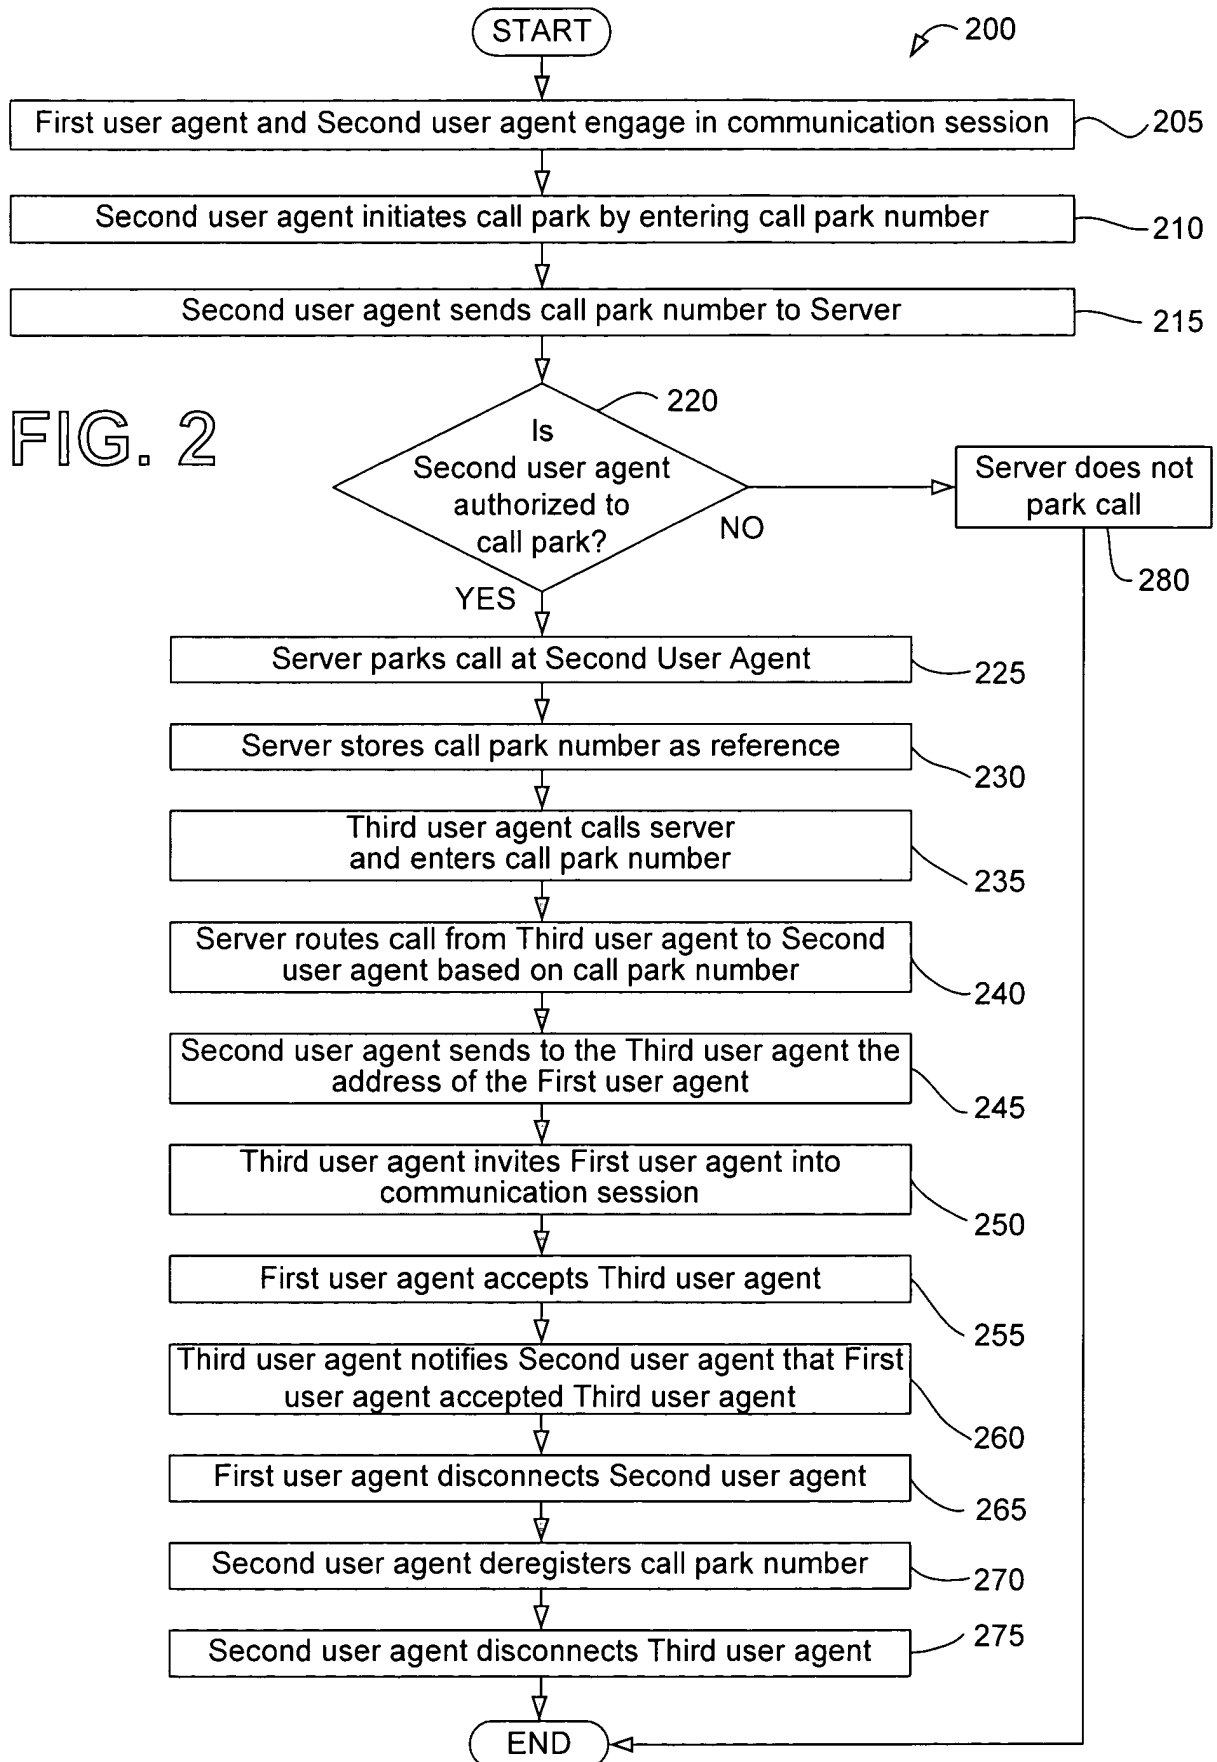 START
200
First user agent and Second user agent engage in communication session
205
Second user agent initiates call park by entering call park number
210
Second user agent sends call park number to Server
215
FIG. 2
220
Is
Second user agent
authorized to
call park?
NO
Server does not
park call
280
YES
Server parks call at Second User Agent
225
Server stores call park number as reference
230
Third user agent calls server
and enters call park number
235
Server routes call from Third user agent to Second
user agent based on call park number
240
Second user agent sends to the Third user agent the
address of the First user agent
245
Third user agent invites First user agent into
communication session
250
First user agent accepts Third user agent
255
Third user agent notifies Second user agent that First
user agent accepted Third user agent
260
First user agent disconnects Second user agent
265
Second user agent deregisters call park number
270
Second user agent disconnects Third user agent
275
END